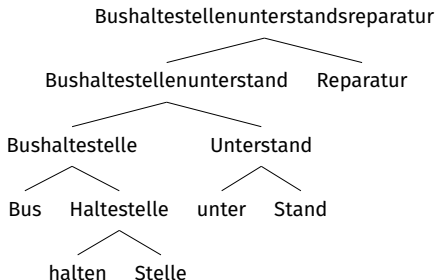 Bushaltestellenunterstandsreparatur
Bushaltestellenunterstand Reparatur
Bushaltestelle Unterstand
Bus Haltestelle unter Stand
halten Stelle